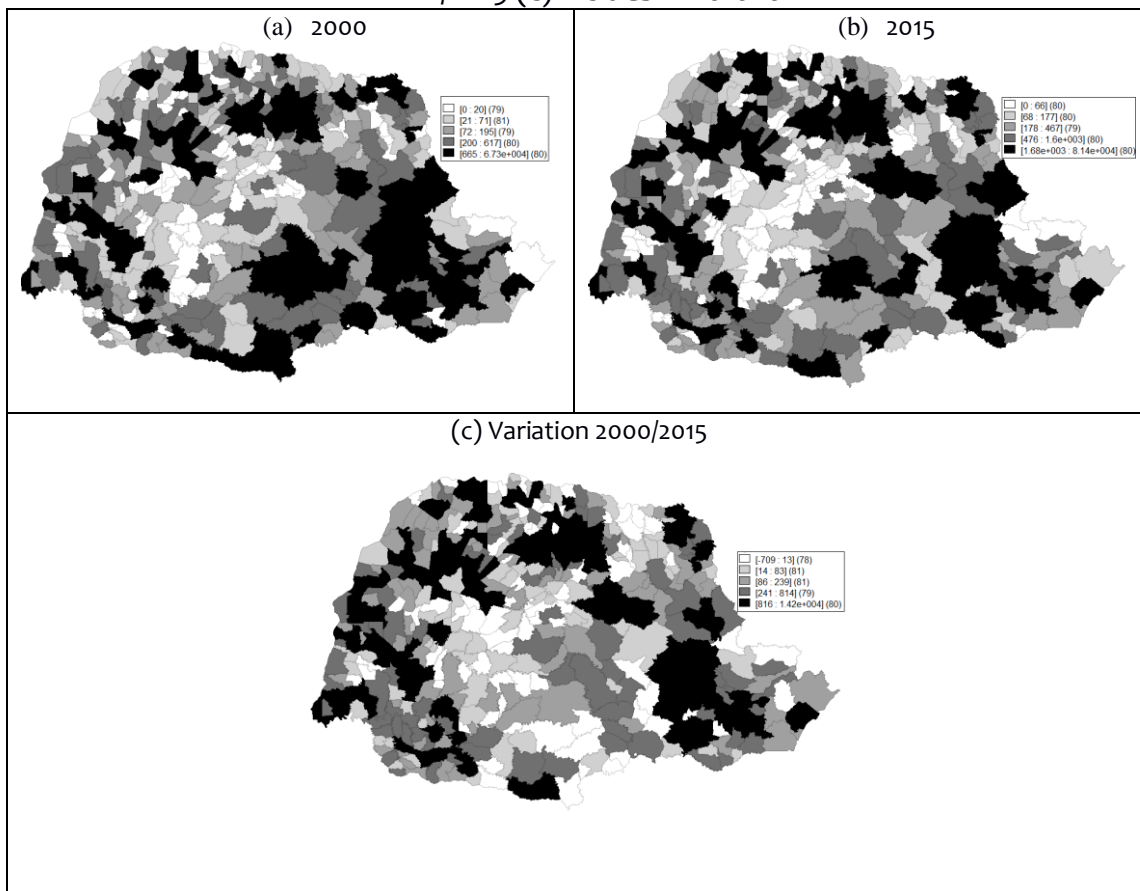 (a) 2000
(b) 2015
[0 : 20] (79)
[21 : 71] (81)
[72 : 195] (79)
[200 : 617] (80)
[665 : 6.73e+004] (80)
[0 : 66] (80)
[68 : 177] (80)
[178 : 467] (79)
[476 : 1.6e+003] (80)
[1.68e+003 : 8.14e+004] (80)
(c) Variation 2000/2015
[-709 : 13] (78)
[14 : 83] (81)
[86 : 239] (81)
[241 : 814] (79)
[816 : 1.42e+004] (80)